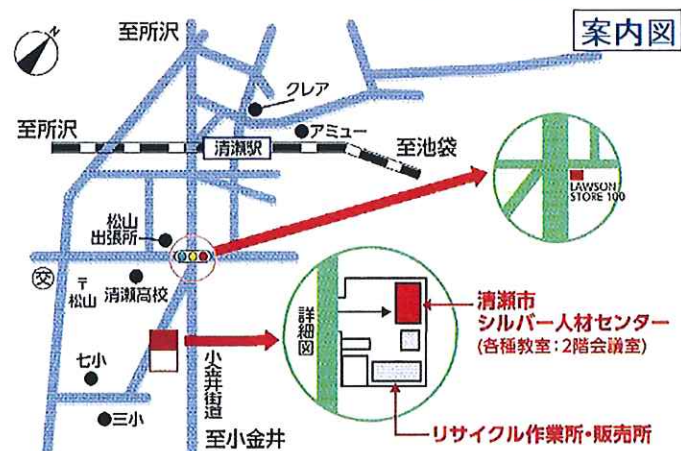 案内図
至所沢
クレア
至所沢
アミュー
清瀬駅
至池袋
LAWSON
STORE 100
松山
出張所
交
〒
松山
清瀬高校
詳細図
清瀬市
シルバー人材センター
(各種教室:2階会議室)
七小
小金井街道
三小
至小金井
リサイクル作業所・販売所